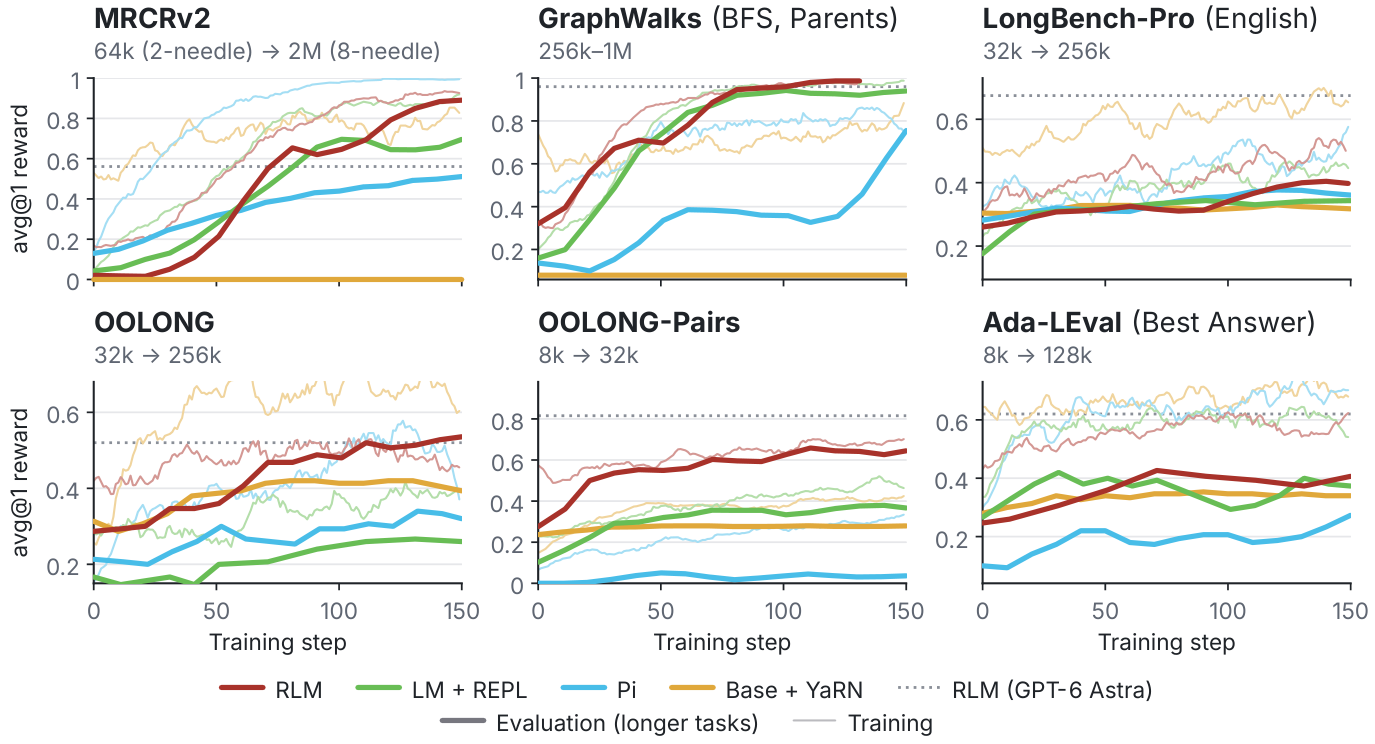 MRCRv2
64k (2-needle) → 2M (8-needle)
GraphWalks (BFS, Parents)
256k–1M
LongBench-Pro (English)
32k → 256k
avg@1 reward
1
0.8
0.6
0.4
0.2
0
1
0.8
0.6
0.4
0.2
0.6
0.4
0.2
OOLONG
32k → 256k
OOLONG-Pairs
8k → 32k
Ada-LEval (Best Answer)
8k → 128k
avg@1 reward
0.6
0.4
0.2
0.8
0.6
0.4
0.2
0
0.6
0.4
0.2
0 50 100 150
0 50 100 150
0 50 100 150
Training step
Training step
Training step
RLM LM + REPL Pi Base + YaRN RLM (GPT-6 Astra)
Evaluation (longer tasks) Training